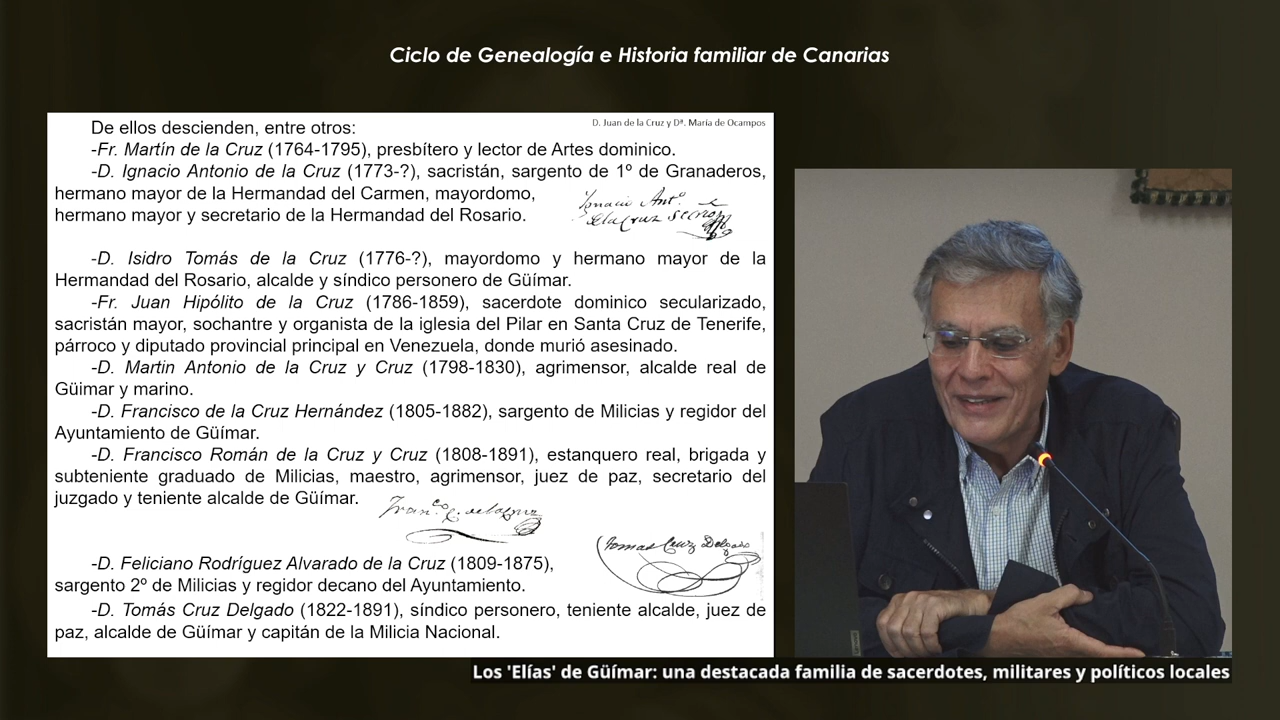 Ciclo de Genealogía e Historia familiar de Canarias
D. Juan de la Cruz y Dª. María de Ocampos
De ellos descienden, entre otros:
-Fr. Martín de la Cruz (1764-1795), presbítero y lector de Artes dominico.
-D. Ignacio Antonio de la Cruz (1773-?), sacristán, sargento de 1º de Granaderos,
hermano mayor de la Hermandad del Carmen, mayordomo,
hermano mayor y secretario de la Hermandad del Rosario.
Ignacio Antº.
de la Cruz
-D. Isidro Tomás de la Cruz (1776-?), mayordomo y hermano mayor de la
Hermandad del Rosario, alcalde y síndico personero de Güímar.
-Fr. Juan Hipólito de la Cruz (1786-1859), sacerdote dominico secularizado,
sacristán mayor, sochantre y organista de la iglesia del Pilar en Santa Cruz de Tenerife,
párroco y diputado provincial principal en Venezuela, donde murió asesinado.
-D. Martin Antonio de la Cruz y Cruz (1798-1830), agrimensor, alcalde real de
Güimar y marino.
-D. Francisco de la Cruz Hernández (1805-1882), sargento de Milicias y regidor del
Ayuntamiento de Güímar.
-D. Francisco Román de la Cruz y Cruz (1808-1891), estanquero real, brigada y
subteniente graduado de Milicias, maestro, agrimensor, juez de paz, secretario del
juzgado y teniente alcalde de Güímar.
Franco. C. de la Cruz
Tomas Cruz Delgado
-D. Feliciano Rodríguez Alvarado de la Cruz (1809-1875),
sargento 2º de Milicias y regidor decano del Ayuntamiento.
-D. Tomás Cruz Delgado (1822-1891), síndico personero, teniente alcalde, juez de
paz, alcalde de Güímar y capitán de la Milicia Nacional.
Los 'Elías' de Güímar: una destacada familia de sacerdotes, militares y políticos locales